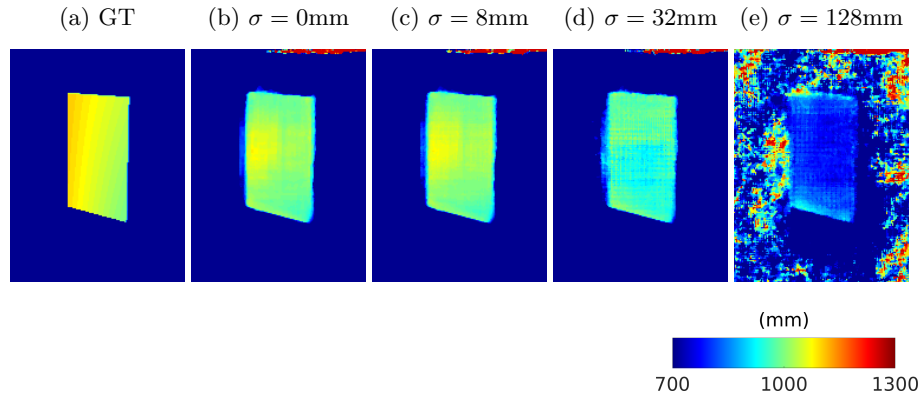 (a) GT (b) σ = 0mm (c) σ = 8mm (d) σ = 32mm (e) σ = 128mm
(mm)
700 1000 1300